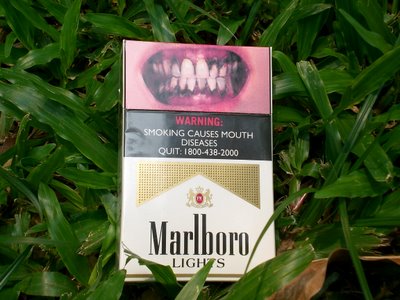 WARNING:
SMOKING CAUSES MOUTH
DISEASES
QUIT: 1800-438-2000
Marlboro
LIGHTS